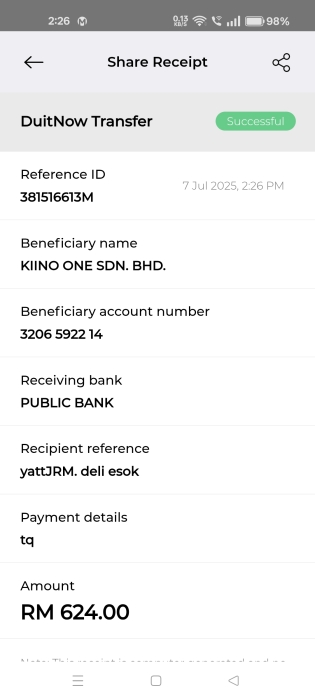 2:26
0.13 KB/S
98%
Share Receipt
DuitNow Transfer
Successful
Reference ID
381516613M
7 Jul 2025, 2:26 PM
Beneficiary name
KIINO ONE SDN. BHD.
Beneficiary account number
3206 5922 14
Receiving bank
PUBLIC BANK
Recipient reference
yattJRM. deli esok
Payment details
tq
Amount
RM 624.00
Note: This receipt is computer generated and no